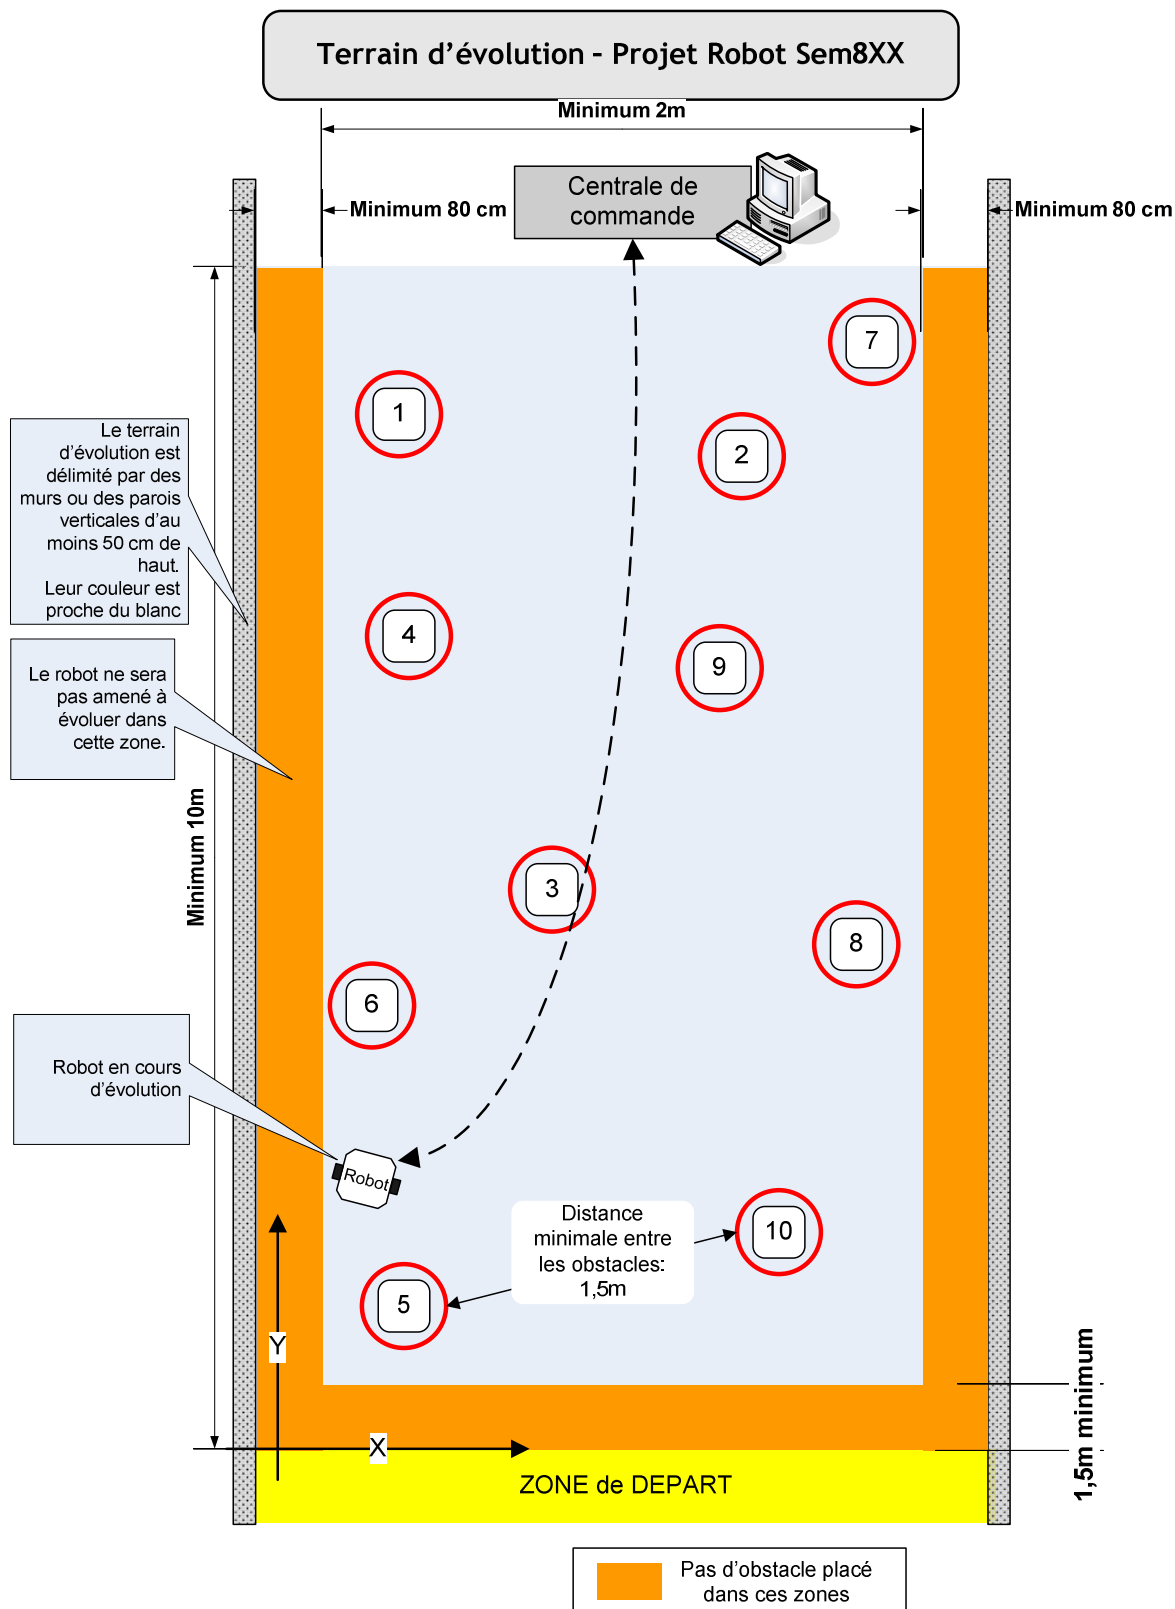 Terrain d'évolution - Projet Robot Sem8XX
Minimum 2m
Centrale de
commande
Minimum 80 cm
Minimum 80 cm
7
1
2
Le terrain
d'évolution est
délimité par des
murs ou des parois
verticales d'au
moins 50 cm de
haut.
Leur couleur est
proche du blanc
4
9
Le robot ne sera
pas amené à
évoluer dans
cette zone.
Minimum 10m
3
8
6
Robot en cours
d'évolution
Robot
Distance
minimale entre
les obstacles:
1,5m
10
5
Y
X
1,5m minimum
ZONE de DEPART
Pas d'obstacle placé
dans ces zones